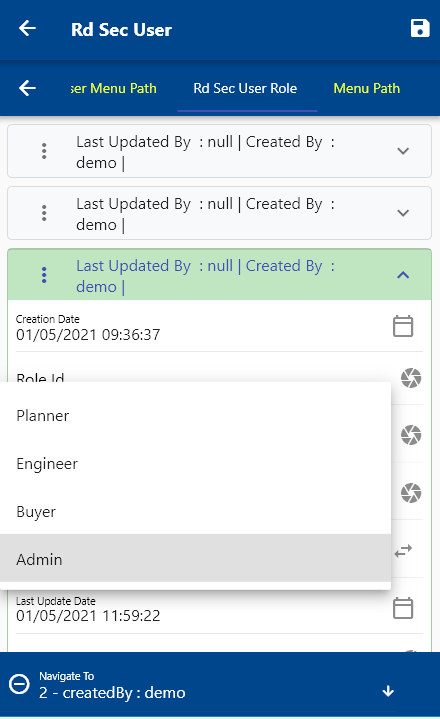 Rd Sec User
ser Menu Path Rd Sec User Role Menu Path
Last Updated By : null | Created By :
demo |
Last Updated By : null | Created By :
demo |
Last Updated By : null | Created By :
demo |
Creation Date
01/05/2021 09:36:37
Role Id
Planner
Engineer
Buyer
Admin
Last Update Date
01/05/2021 11:59:22
Navigate To
2 - createdBy : demo